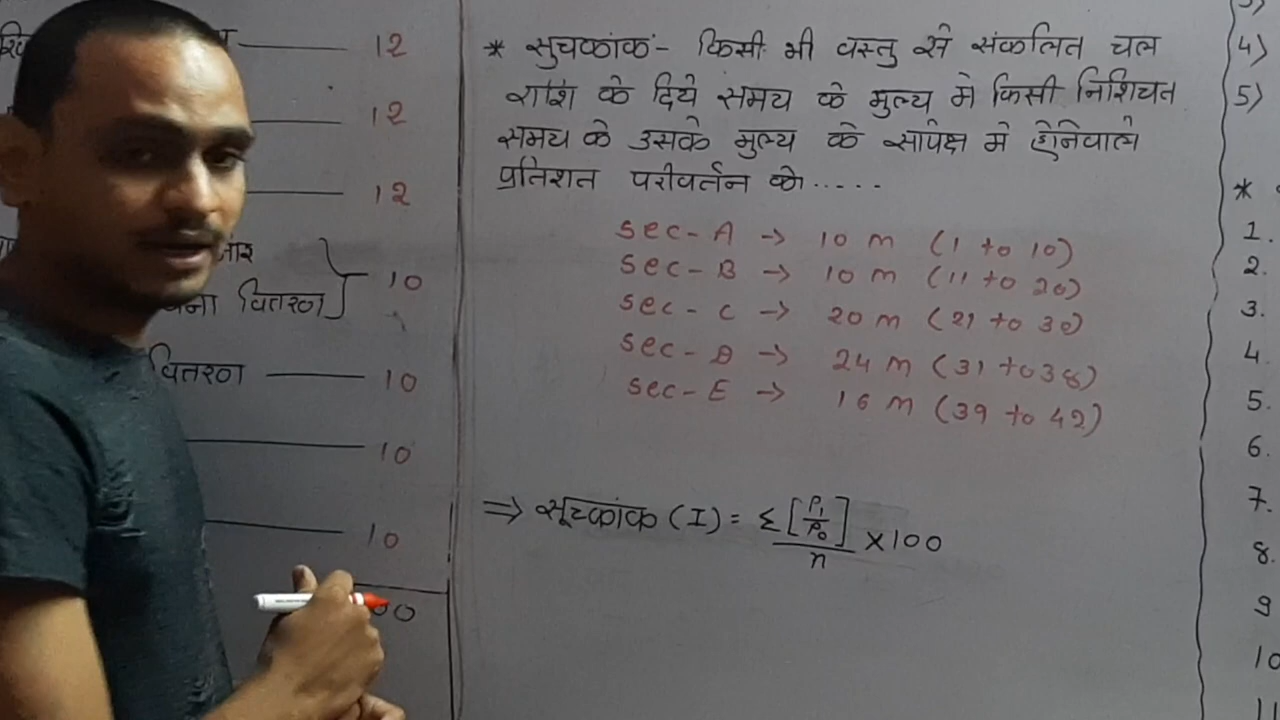 12
12
12
10
वितरण
वितरण 10
10
10
* सुचकांक - किसी भी वस्तु से संकलित चल
राशि के दिये समय के मुल्य मे किसी निश्चित
समय के उसके मुल्य के सापेक्ष मे होनेवाले
प्रतिशत परीवर्तन को.....
sec-A → 10 m (1 to 10)
sec-B → 10 m (11 to 20)
sec-C → 20 m (21 to 30)
sec-D → 24 m (31 to 38)
sec-E → 16 m (39 to 42)
⇒ सूचकांक (I) = Σ[P₁/P₀]/n × 100
4)
5)
*
1.
2.
3.
4.
5.
6.
7.
8.
9
10
11